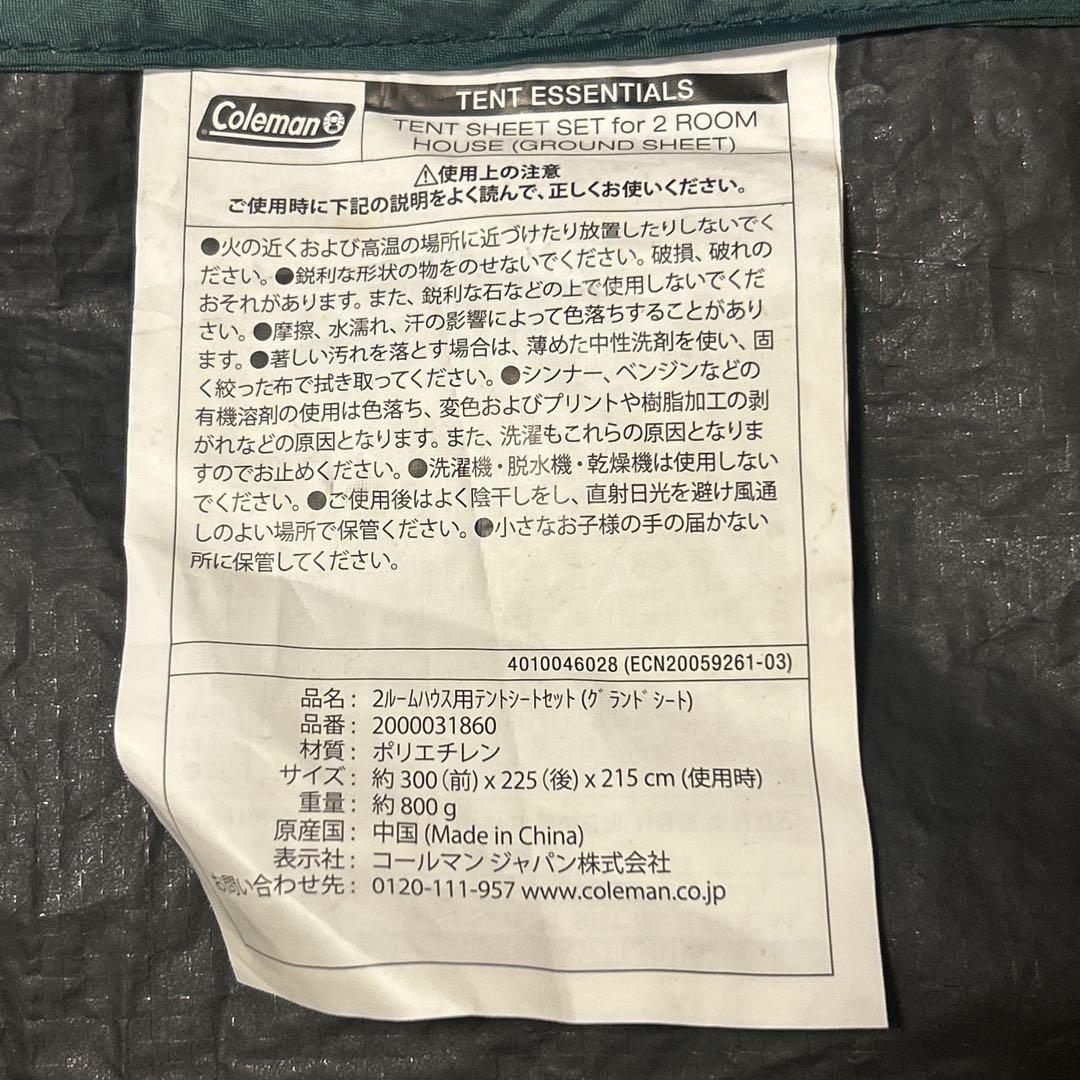 Coleman
TENT ESSENTIALS
TENT SHEET SET for 2 ROOM
HOUSE (GROUND SHEET)
⚠使用上の注意
ご使用時に下記の説明をよく読んで、正しくお使いください。
●火の近くおよび高温の場所に近づけたり放置したりしないでく
ださい。●鋭利な形状の物をのせないでください。破損、破れの
おそれがあります。また、鋭利な石などの上で使用しないでくだ
さい。●摩擦、水濡れ、汗の影響によって色落ちすることがあり
ます。●著しい汚れを落とす場合は、薄めた中性洗剤を使い、固
く絞った布で拭き取ってください。●シンナー、ベンジンなどの
有機溶剤の使用は色落ち、変色およびプリントや樹脂加工の剥
がれなどの原因となります。また、洗濯もこれらの原因となりま
すのでお止めください。●洗濯機・脱水機・乾燥機は使用しない
でください。●ご使用後はよく陰干しをし、直射日光を避け風通
しのよい場所で保管ください。●小さなお子様の手の届かない
所に保管してください。
4010046028 (ECN20059261-03)
品名： 2ルームハウス用テントシートセット (グランドシート)
品番： 2000031860
材質： ポリエチレン
サイズ： 約 300 (前) x 225 (後) x 215 cm (使用時)
重量： 約 800 g
原産国： 中国 (Made in China)
表示社： コールマン ジャパン株式会社
お問い合わせ先： 0120-111-957 www.coleman.co.jp